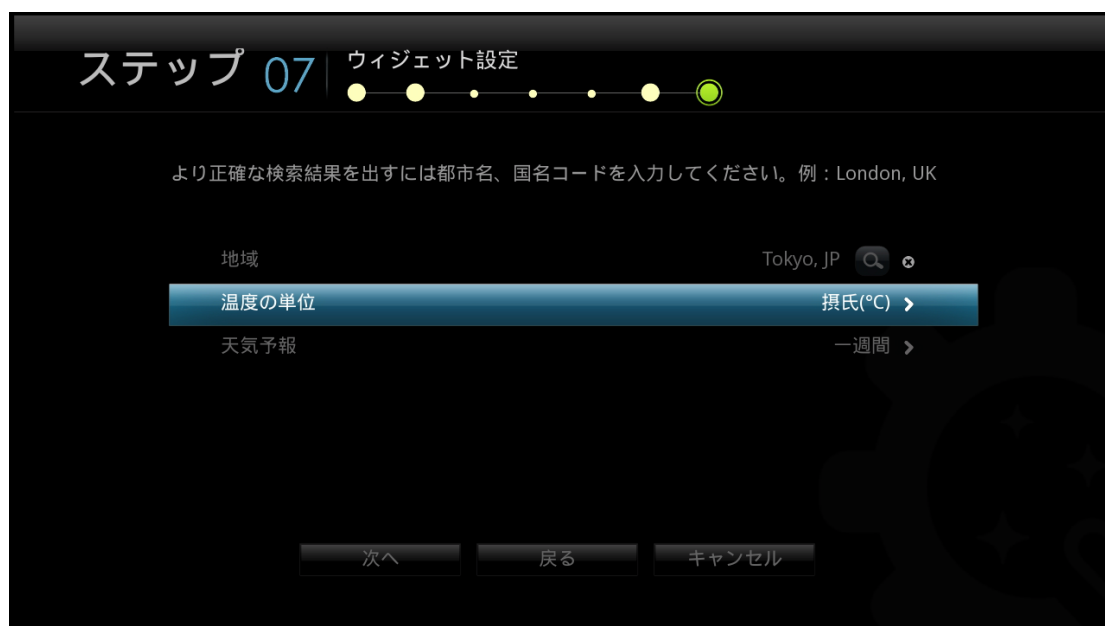 ステップ 07
ウィジェット設定
より正確な検索結果を出すには都市名、国名コードを入力してください。例：London, UK
地域 Tokyo, JP
温度の単位 摂氏(°C)
天気予報 一週間
次へ 戻る キャンセル